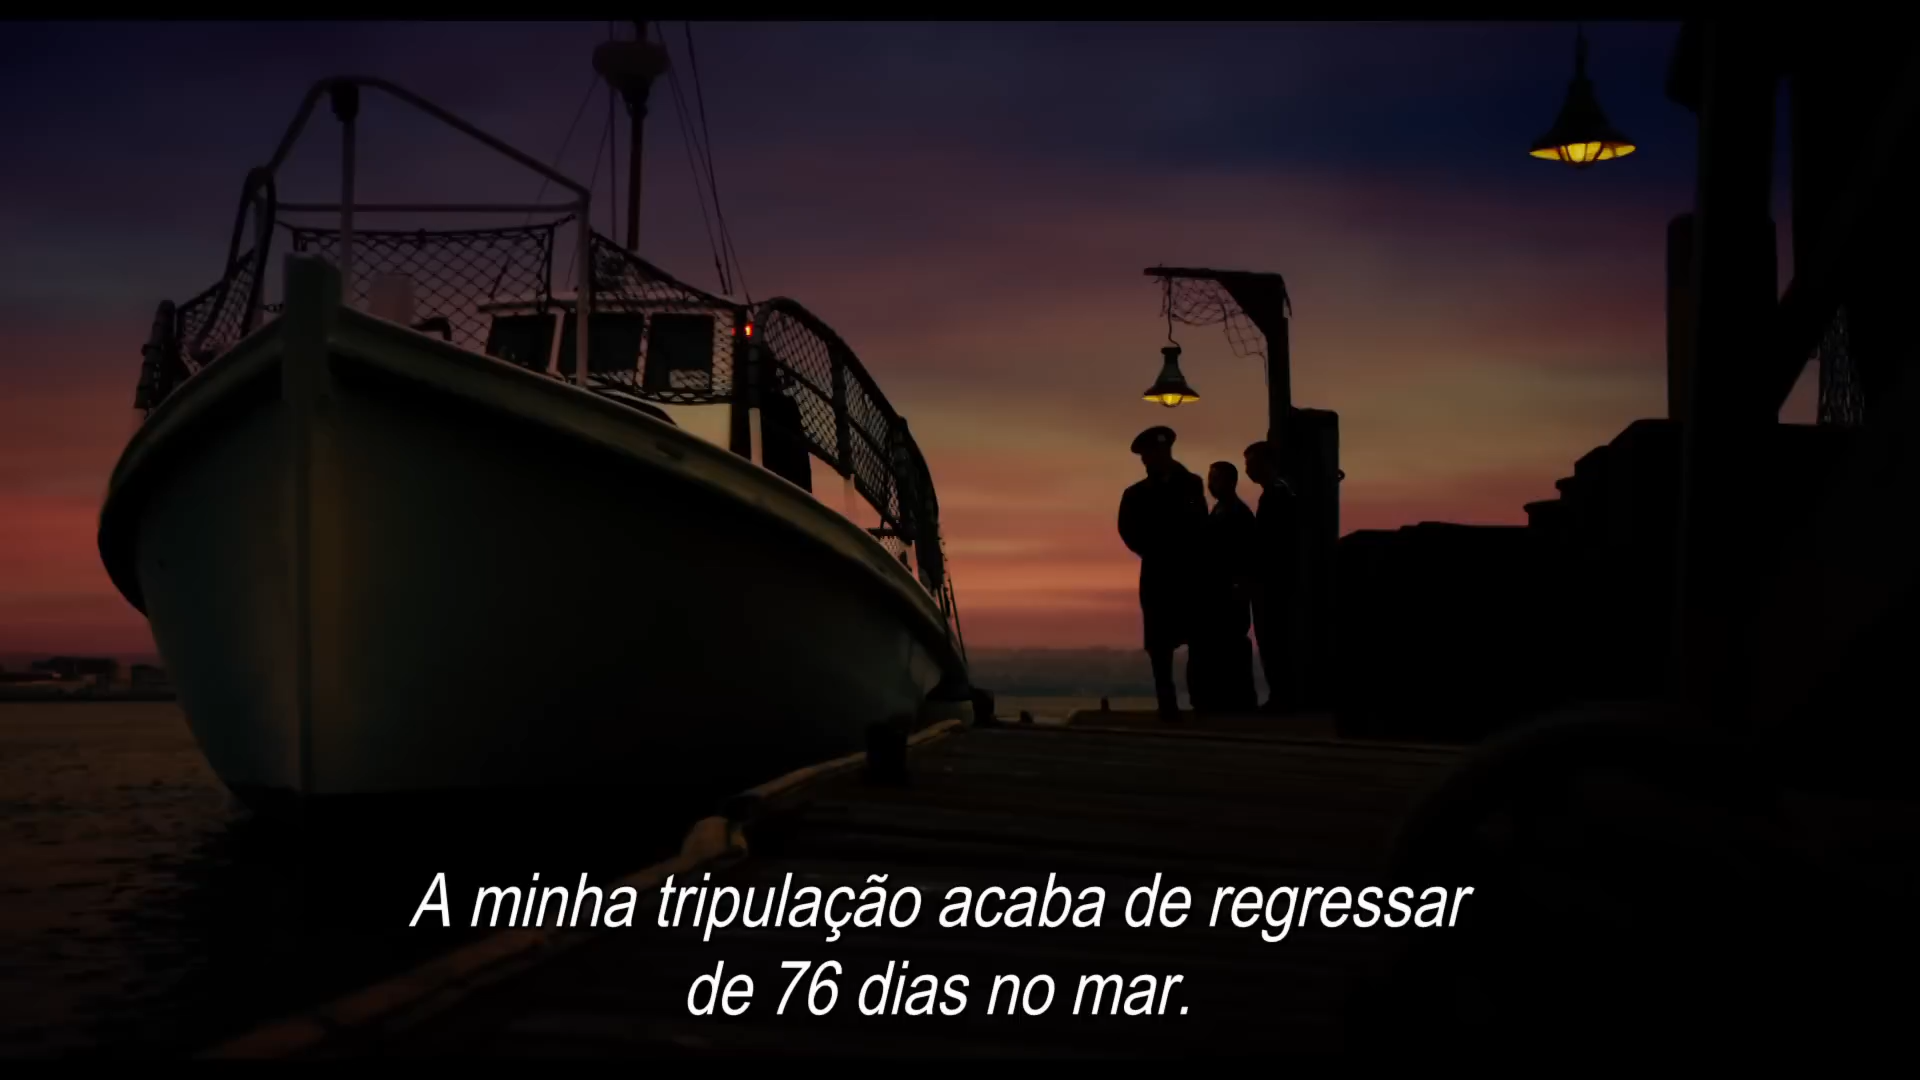 A minha tripulação acaba de regressar
de 76 dias no mar.